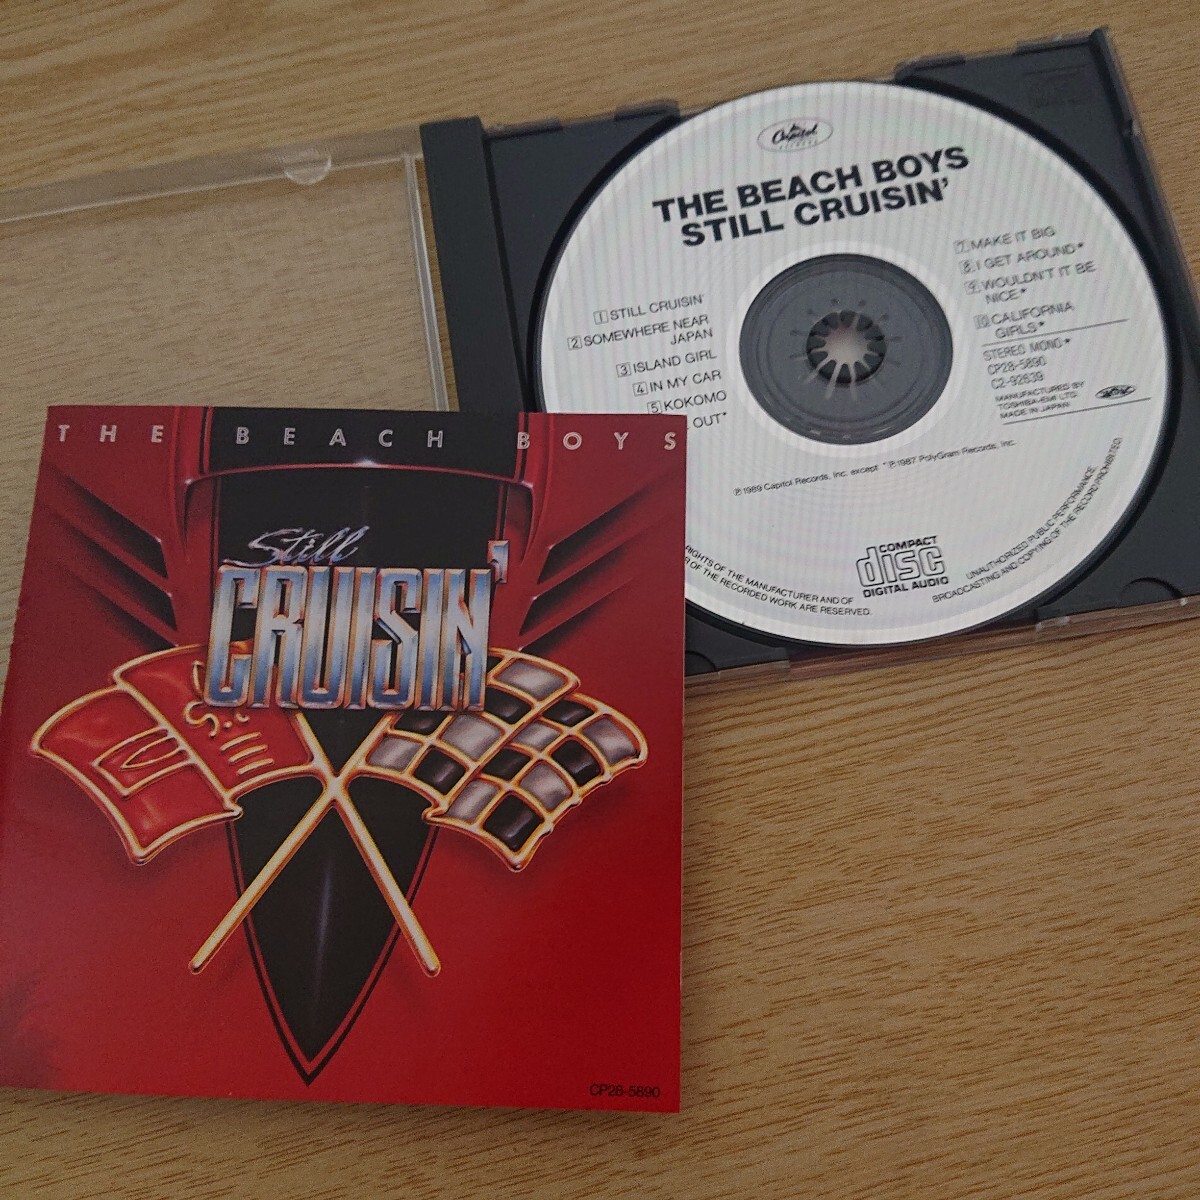 Capitol
THE BEACH BOYS
STILL CRUISIN'
1 STILL CRUISIN'
2 SOMEWHERE NEAR
JAPAN
3 ISLAND GIRL
4 IN MY CAR
5 KOKOMO
OUT*
7 MAKE IT BIG
8 I GET AROUND*
9 WOULDN'T IT BE
NICE*
10 CALIFORNIA
GIRLS*
STEREO MONO*
CP28-5890
C2-92639
MANUFACTURED BY
TOSHIBA-EMI LTD.
MADE IN JAPAN
℗1989 Capitol Records, Inc. except *℗1987 PolyGram Records, Inc.
COMPACT
disc
DIGITAL AUDIO
RIGHTS OF THE MANUFACTURER AND OF
OF THE RECORDED WORK ARE RESERVED.
UNAUTHORIZED PUBLIC PERFORMANCE
BROADCASTING AND COPYING OF THE RECORD PROHIBITED
THE BEACH BOYS
Still
CRUISIN'
CP28-5890